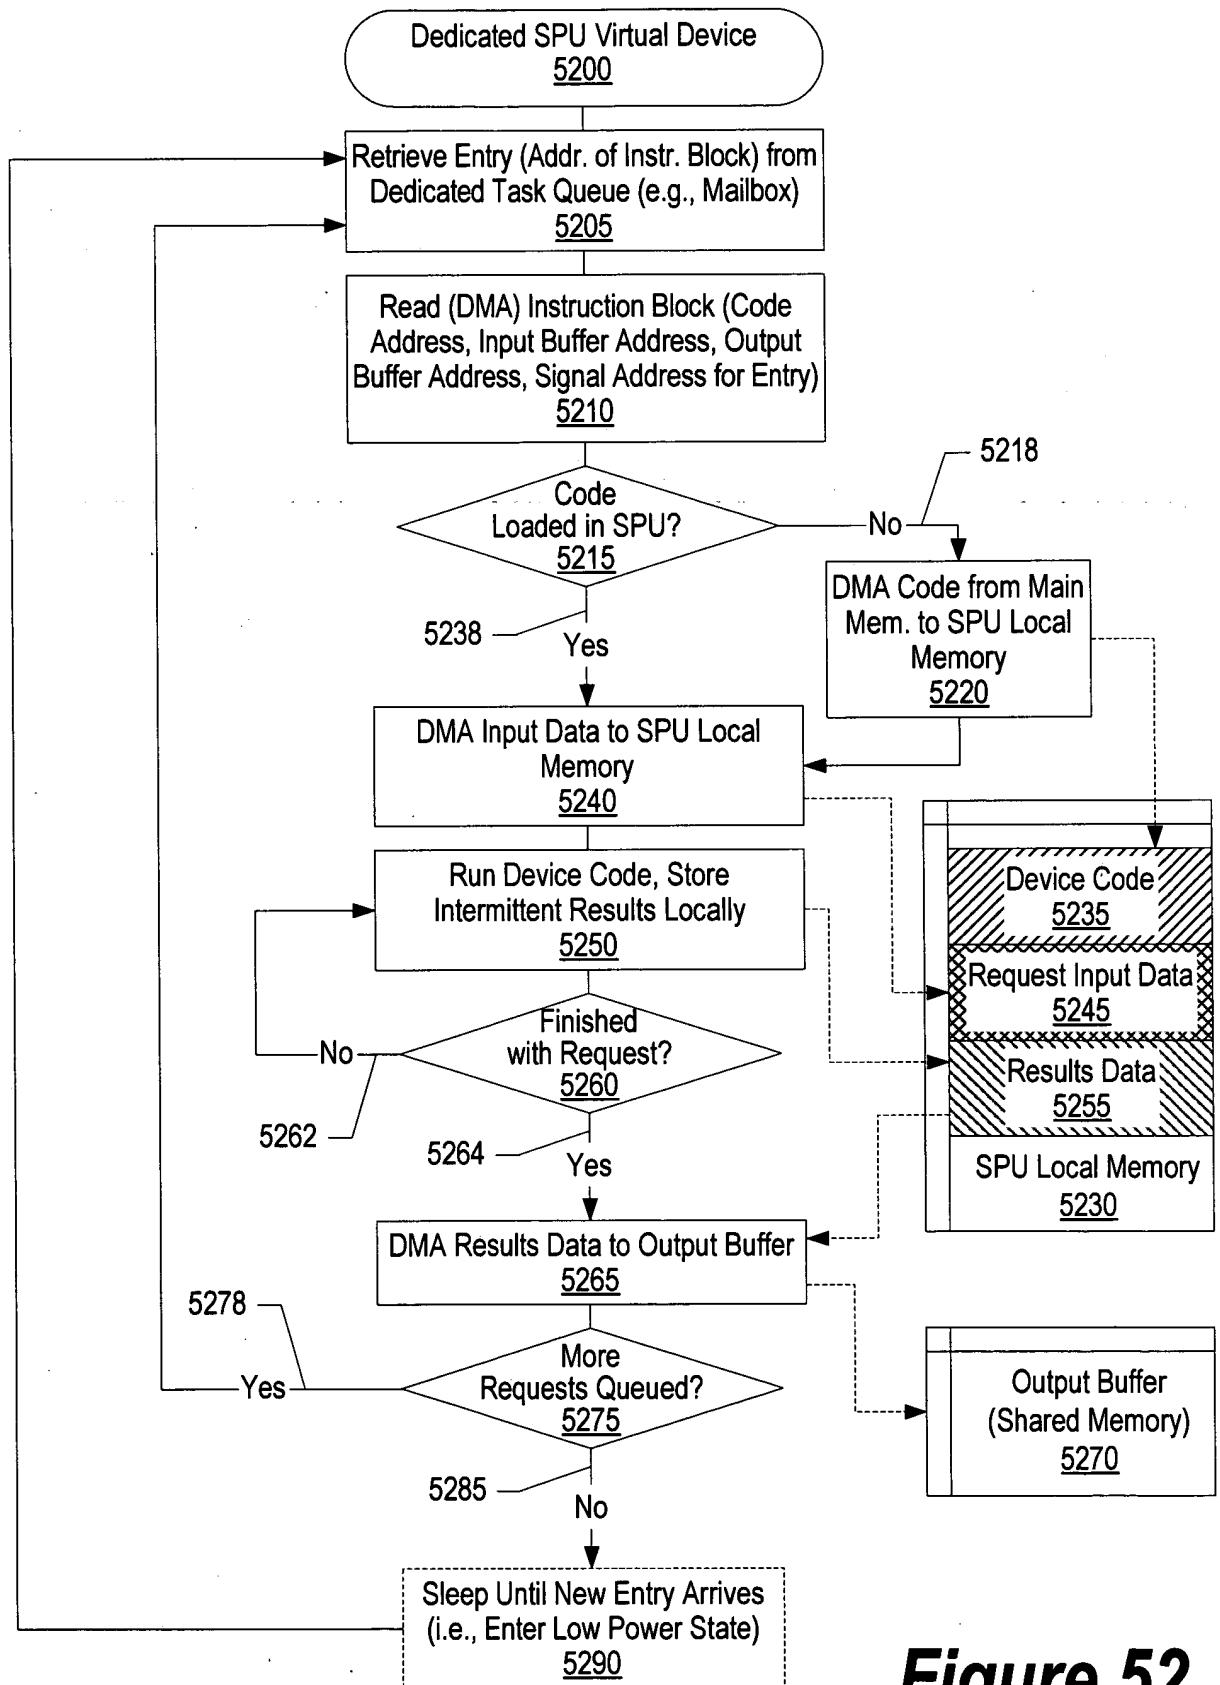 Dedicated SPU Virtual Device
5200
Retrieve Entry (Addr. of Instr. Block) from
Dedicated Task Queue (e.g., Mailbox)
5205
Read (DMA) Instruction Block (Code
Address, Input Buffer Address, Output
Buffer Address, Signal Address for Entry)
5210
5218
Code
Loaded in SPU?
5215
No
DMA Code from Main
Mem. to SPU Local
Memory
5220
5238
Yes
DMA Input Data to SPU Local
Memory
5240
Run Device Code, Store
Intermittent Results Locally
5250
Device Code
5235
Request Input Data
5245
Results Data
5255
SPU Local Memory
5230
Finished
with Request?
5260
No
5262
5264
Yes
DMA Results Data to Output Buffer
5265
5278
Yes
More
Requests Queued?
5275
Output Buffer
(Shared Memory)
5270
5285
No
Sleep Until New Entry Arrives
(i.e., Enter Low Power State)
5290
Figure 52